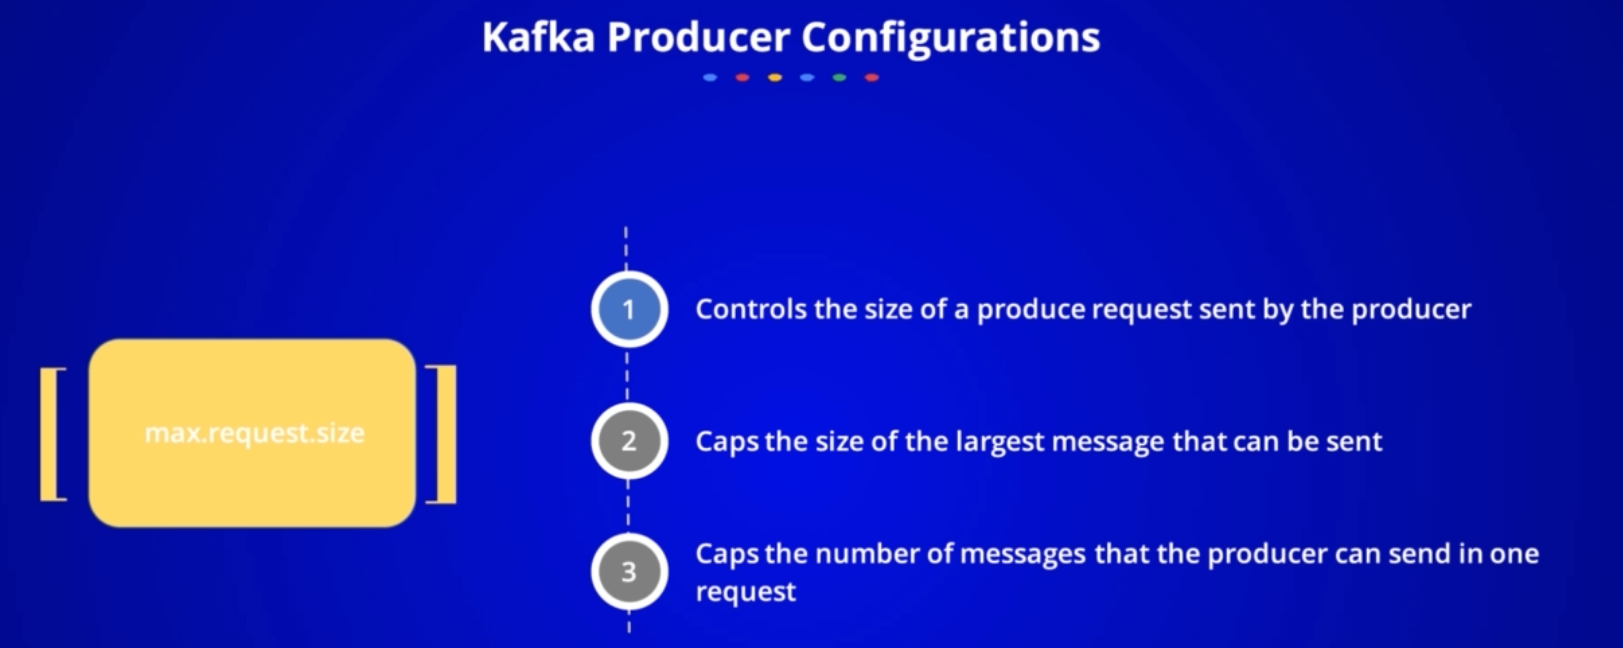 Kafka Producer Configurations
1
Controls the size of a produce request sent by the producer
max.request.size
2
Caps the size of the largest message that can be sent
3
Caps the number of messages that the producer can send in one
request